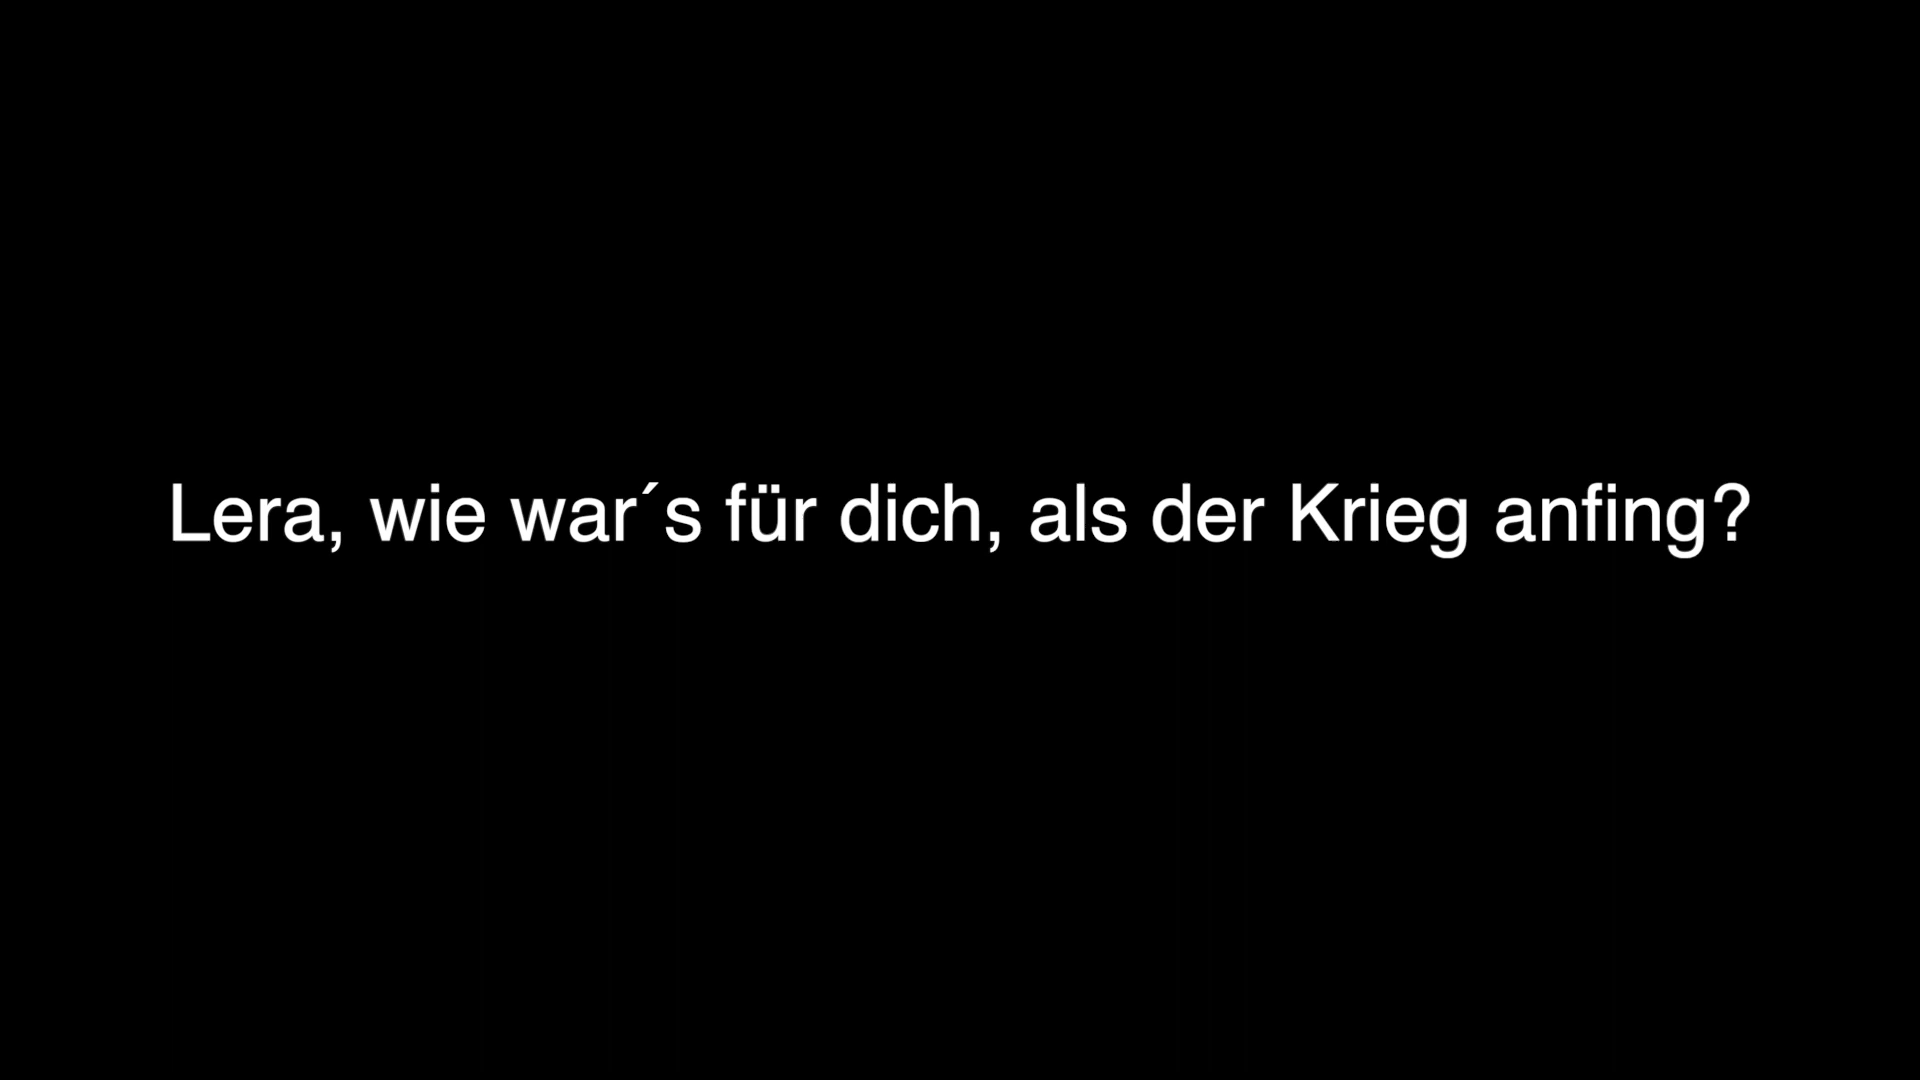 Lera, wie war´s für dich, als der Krieg anfing?